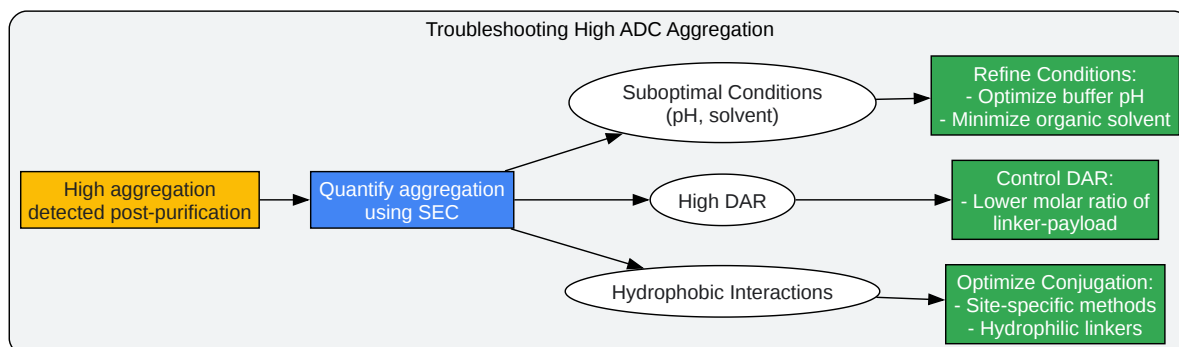 Troubleshooting High ADC Aggregation
High aggregation
detected post-purification
Quantify aggregation
using SEC
Suboptimal Conditions
(pH, solvent)
High DAR
Hydrophobic Interactions
Refine Conditions:
- Optimize buffer pH
- Minimize organic solvent
Control DAR:
- Lower molar ratio of
linker-payload
Optimize Conjugation:
- Site-specific methods
- Hydrophilic linkers